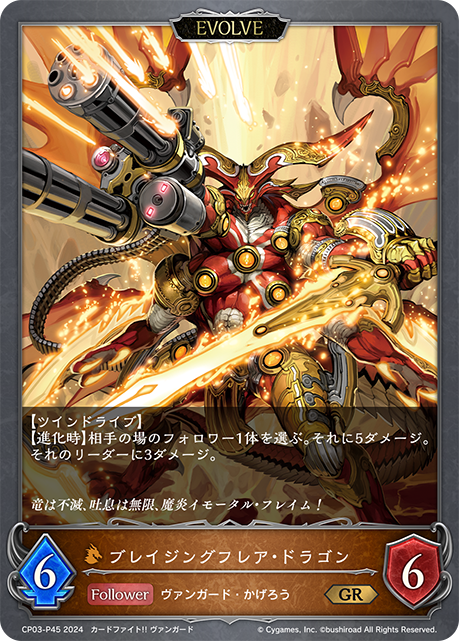 EVOLVE
【ツインドライブ】
【進化時】相手の場のフォロワー1体を選ぶ。それに5ダメージ。
それのリーダーに3ダメージ。
竜は不滅、吐息は無限、魔炎イモータル・フレイム！
ブレイジングフレア・ドラゴン
6
Follower
ヴァンガード・かげろう
GR
6
CP03-P45 2024 カードファイト!! ヴァンガード
© Cygames, Inc. ©bushiroad All Rights Reserved.